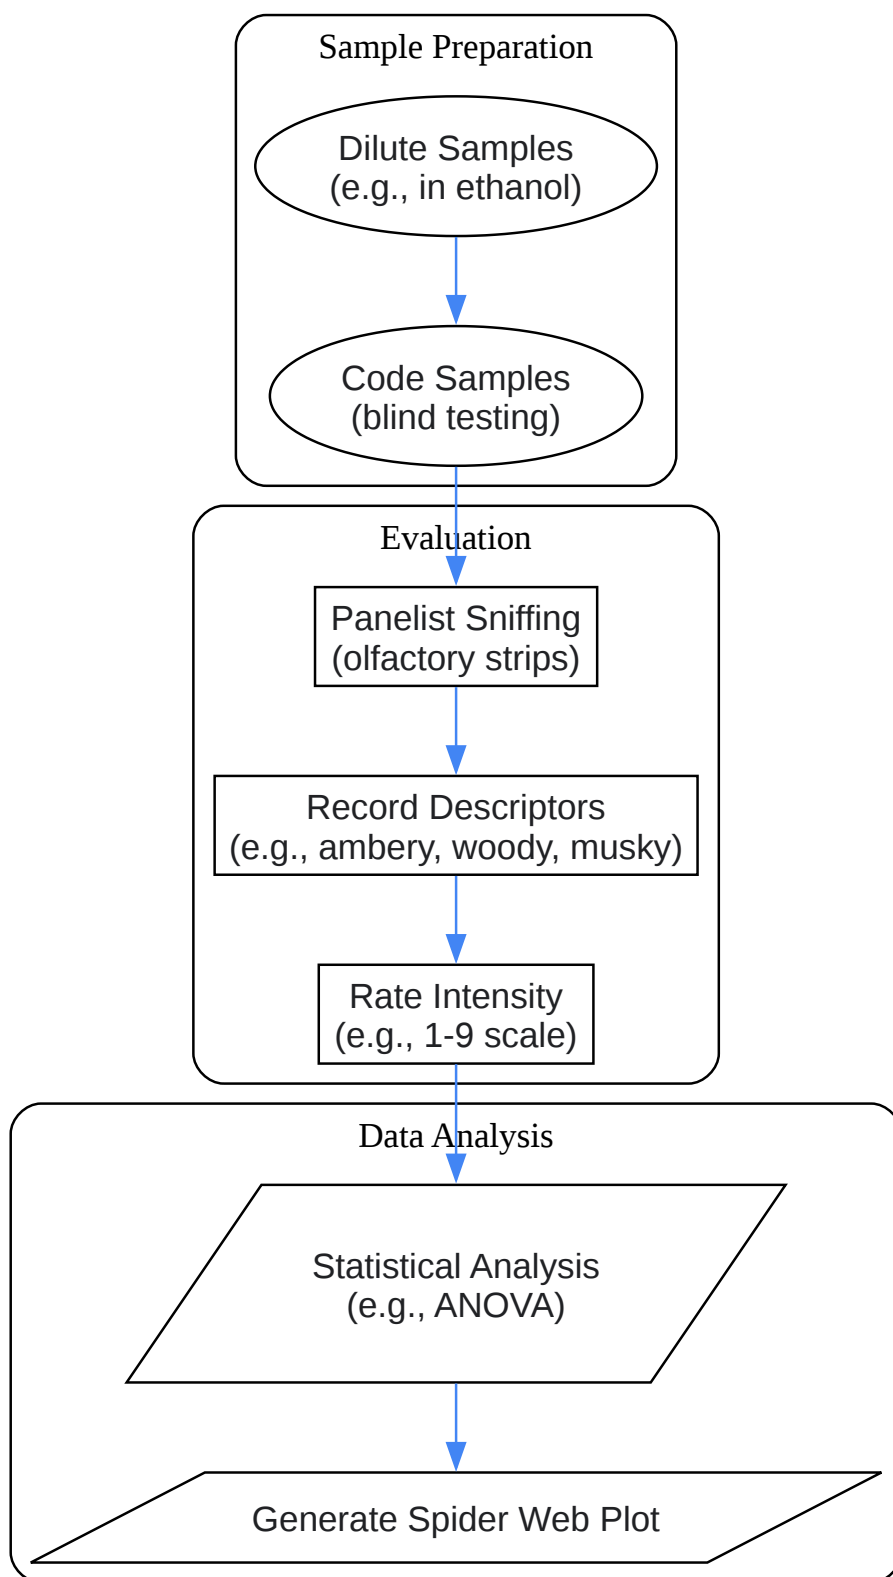 Sample Preparation
Dilute Samples
(e.g., in ethanol)
Code Samples
(blind testing)
Evaluation
Panelist Sniffing
(olfactory strips)
Record Descriptors
(e.g., ambery, woody, musky)
Rate Intensity
(e.g., 1-9 scale)
Data Analysis
Statistical Analysis
(e.g., ANOVA)
Generate Spider Web Plot